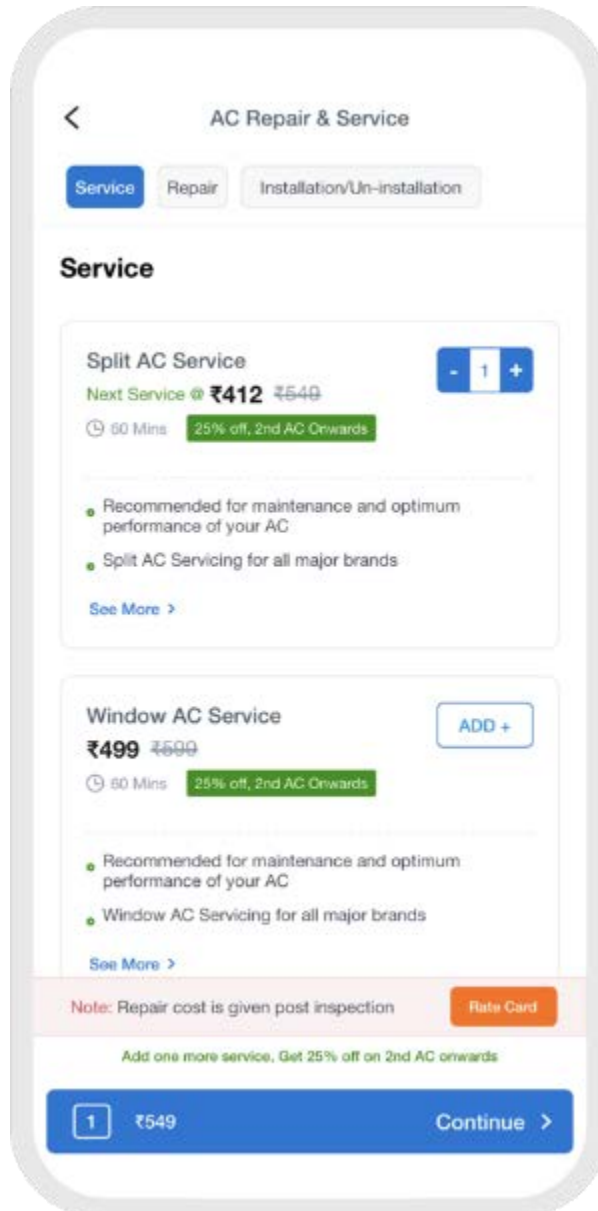 AC Repair & Service
Service
Repair
Installation/Un-installation
Service
Split AC Service
- 1 +
Next Service @ ₹412 ₹549
60 Mins
25% off, 2nd AC Onwards
Recommended for maintenance and optimum
performance of your AC
Split AC Servicing for all major brands
See More >
Window AC Service
ADD +
₹499 ₹599
60 Mins
25% off, 2nd AC Onwards
Recommended for maintenance and optimum
performance of your AC
Window AC Servicing for all major brands
See More >
Note: Repair cost is given post inspection
Rate Card
Add one more service, Get 25% off on 2nd AC onwards
1
₹549
Continue >